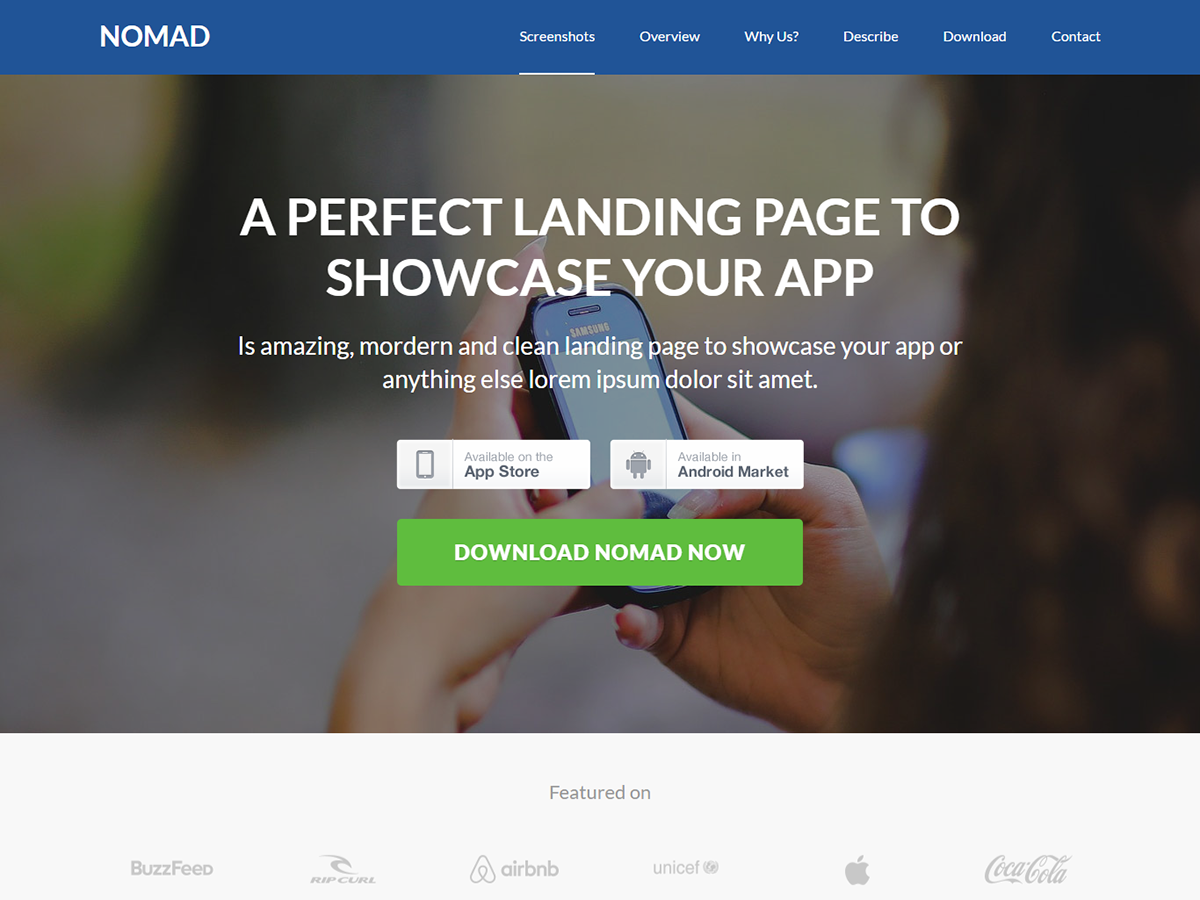 NOMAD
Screenshots Overview Why Us? Describe Download Contact
A PERFECT LANDING PAGE TO
SHOWCASE YOUR APP
SAMSUNG
Is amazing, mordern and clean landing page to showcase your app or
anything else lorem ipsum dolor sit amet.
Available on the
App Store
Available in
Android Market
DOWNLOAD NOMAD NOW
Featured on
BuzzFeed RIP CURL airbnb unicef Coca-Cola